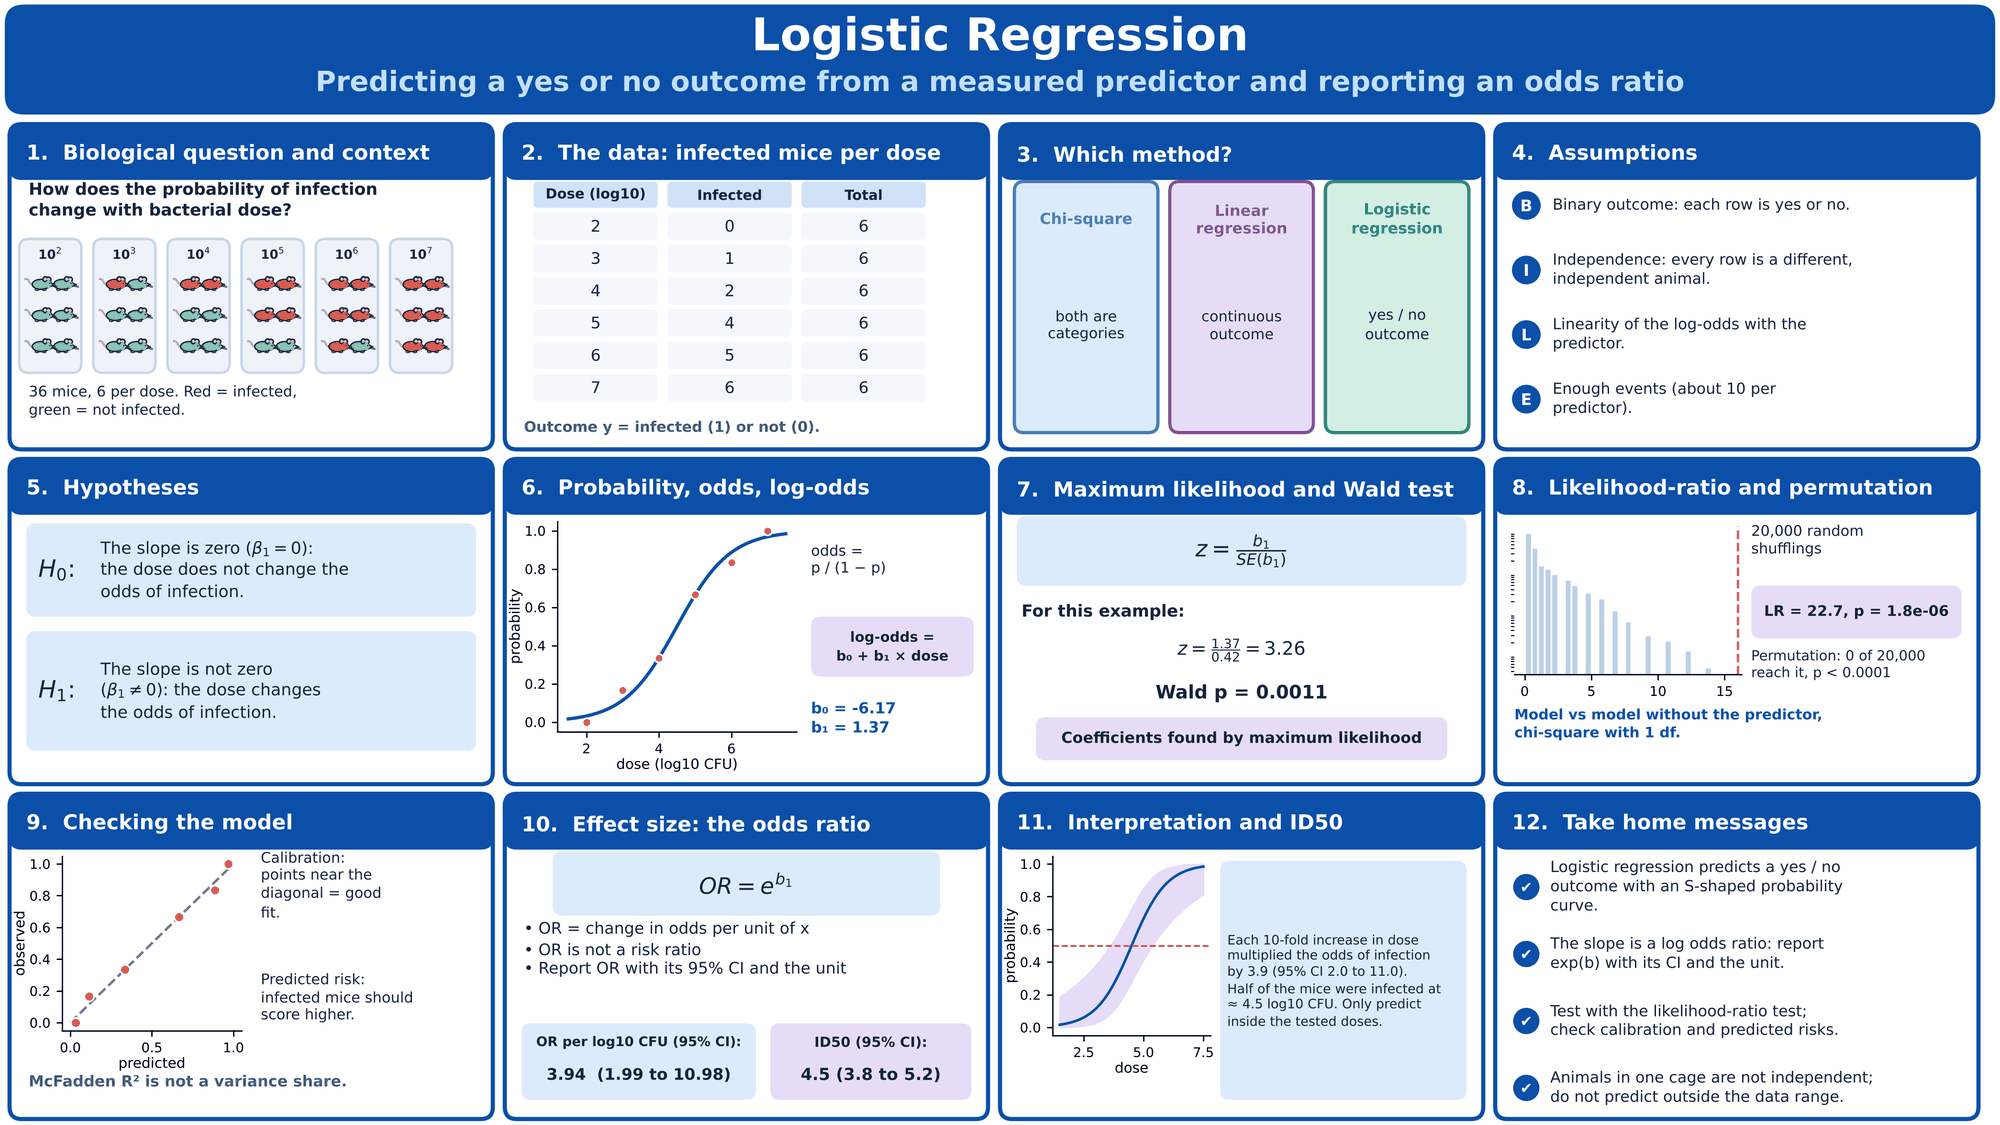 Logistic Regression
Predicting a yes or no outcome from a measured predictor and reporting an odds ratio
1. Biological question and context
How does the probability of infection
change with bacterial dose?
10² 10³ 10⁴ 10⁵ 10⁶ 10⁷
36 mice, 6 per dose. Red = infected,
green = not infected.
2. The data: infected mice per dose
Dose (log10) Infected Total
2 0 6
3 1 6
4 2 6
5 4 6
6 5 6
7 6 6
Outcome y = infected (1) or not (0).
3. Which method?
Chi-square
both are
categories
Linear
regression
continuous
outcome
Logistic
regression
yes / no
outcome
4. Assumptions
B Binary outcome: each row is yes or no.
I Independence: every row is a different,
independent animal.
L Linearity of the log-odds with the
predictor.
E Enough events (about 10 per
predictor).
5. Hypotheses
H₀: The slope is zero (β₁ = 0):
the dose does not change the
odds of infection.
H₁: The slope is not zero
(β₁ ≠ 0): the dose changes
the odds of infection.
6. Probability, odds, log-odds
probability
1.0
0.8
0.6
0.4
0.2
0.0
2 4 6
dose (log10 CFU)
odds =
p / (1 − p)
log-odds =
b₀ + b₁ × dose
b₀ = -6.17
b₁ = 1.37
7. Maximum likelihood and Wald test
z = b₁ / SE(b₁)
For this example:
z = 1.37 / 0.42 = 3.26
Wald p = 0.0011
Coefficients found by maximum likelihood
8. Likelihood-ratio and permutation
0 5 10 15
20,000 random
shufflings
LR = 22.7, p = 1.8e-06
Permutation: 0 of 20,000
reach it, p < 0.0001
Model vs model without the predictor,
chi-square with 1 df.
9. Checking the model
observed
1.0
0.8
0.6
0.4
0.2
0.0
0.0 0.5 1.0
predicted
Calibration:
points near the
diagonal = good
fit.
Predicted risk:
infected mice should
score higher.
McFadden R² is not a variance share.
10. Effect size: the odds ratio
OR = e^b₁
• OR = change in odds per unit of x
• OR is not a risk ratio
• Report OR with its 95% CI and the unit
OR per log10 CFU (95% CI):
3.94 (1.99 to 10.98)
ID50 (95% CI):
4.5 (3.8 to 5.2)
11. Interpretation and ID50
probability
1.0
0.8
0.6
0.4
0.2
0.0
2.5 5.0 7.5
dose
Each 10-fold increase in dose
multiplied the odds of infection
by 3.9 (95% CI 2.0 to 11.0).
Half of the mice were infected at
≈ 4.5 log10 CFU. Only predict
inside the tested doses.
12. Take home messages
✔ Logistic regression predicts a yes / no
outcome with an S-shaped probability
curve.
✔ The slope is a log odds ratio: report
exp(b) with its CI and the unit.
✔ Test with the likelihood-ratio test;
check calibration and predicted risks.
✔ Animals in one cage are not independent;
do not predict outside the data range.